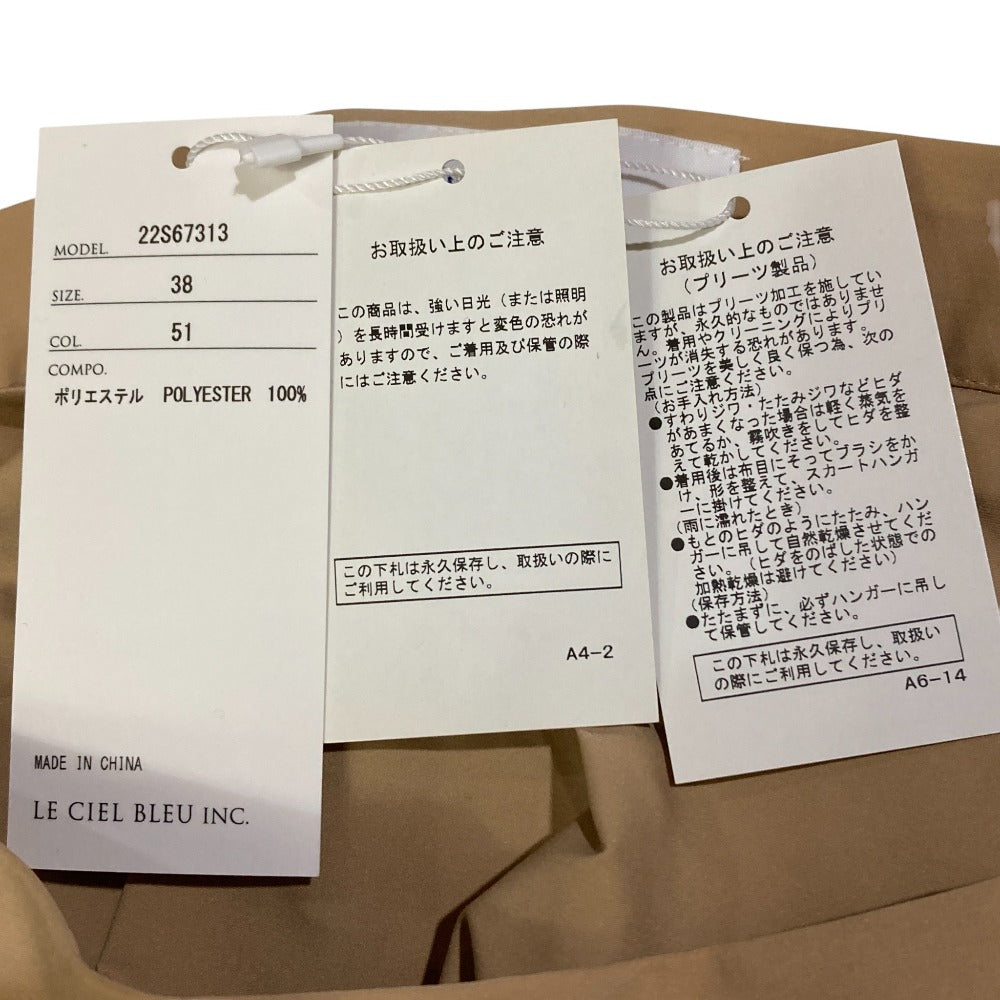 MODEL. 22S67313
SIZE. 38
COL. 51
COMPO.
ポリエステル POLYESTER 100%
MADE IN CHINA
LE CIEL BLEU INC.
お取扱い上のご注意
この商品は、強い日光(または照明
)を長時間受けますと変色の恐れが
ありますので、ご着用及び保管の際
にはご注意ください。
この下札は永久保存し、取扱いの際に
ご利用してください。
A4-2
お取扱い上のご注意
(プリーツ製品)
この製品はプリーツ加工を施してい
ますが、永久的なものではありませ
ん。着用やクリーニングによりプリ
ーツが消失する恐れがあります。
プリーツを美しく良く保つ為、次の
点にご注意ください。
(お手入れ方法)
●すわりジワ・たたみジワなどヒダ
があまくなった場合は軽く蒸気を
あてるか、霧吹きをしてヒダを整
えて乾かしてください。
●着用後は布目にそってブラシをか
け、形を整えて、スカートハンガ
ーに掛けてください。
(雨に濡れたとき)
●もとのヒダのようにたたみ、ハン
ガーに吊して自然乾燥させてくだ
さい。(ヒダをのばした状態での
加熱乾燥は避けてください)
(保存方法)
●たたまずに、必ずハンガーに吊し
て保管してください。
この下札は永久保存し、取扱い
の際にご利用してください。
A6-14